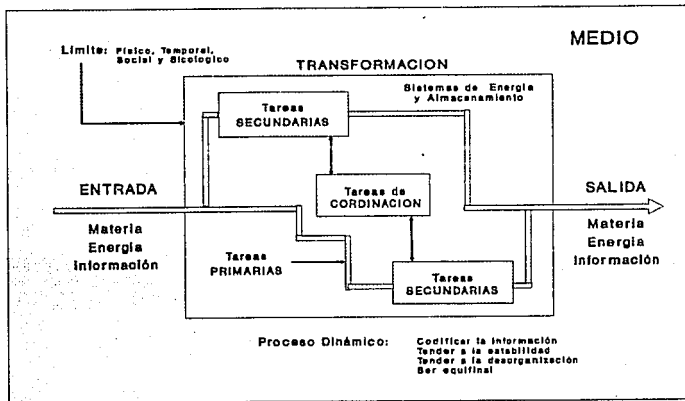 MEDIO
Limite: Fisico, Temporal,
Social y Sicologico
TRANSFORMACION
Sistemas de Energia
y Almacenamiento
Tareas
SECUNDARIAS
ENTRADA
Materia
Energia
Información
Tareas de
CORDINACION
SALIDA
Materia
Energia
Información
Tareas
PRIMARIAS
Tareas
SECUNDARIAS
Proceso Dinámico:
Codificar la información
Tender a la estabilidad
Tender a la desorganización
Ser equifinal